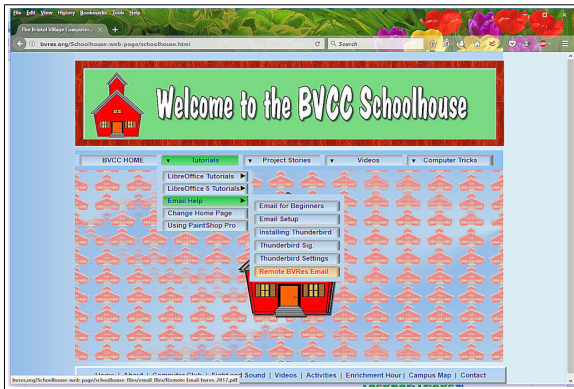 File Edit View History Bookmarks Tools Help
The Bristol Village Computer... × +
bvres.org/Schoolhouse-web-page/schoolhouse.html Search
Welcome to the BVCC Schoolhouse
BVCC HOME Tutorials Project Stories Videos Computer Tricks
LibreOffice Tutorials
LibreOffice 5 Tutorials
Email Help
Change Home Page
Using PaintShop Pro
Email for Beginners
Email Setup
Installing Thunderbird
Thunderbird Sig.
Thunderbird Settings
Remote BVRes Email
Home | About | Computer Club | Sight and Sound | Videos | Activities | Enrichment Hour | Campus Map | Contact
bvres.org/Schoolhouse-web-page/schoolhouse_files/email_files/Remote Email-bvres-2017.pdf